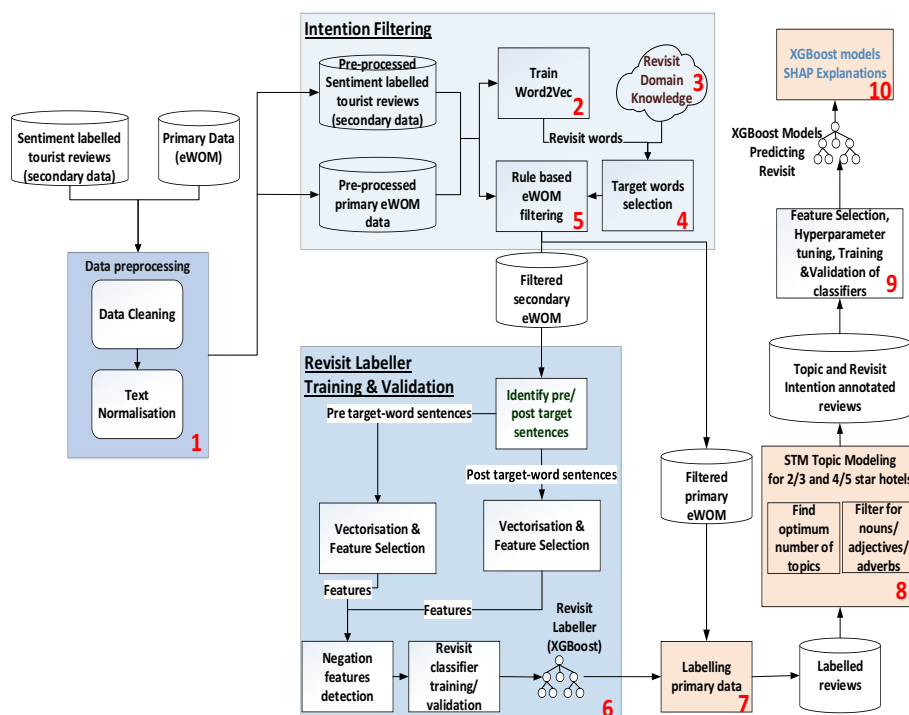 Sentiment labelled
tourist reviews
(secondary data)
Primary Data
(eWOM)
Data preprocessing
Data Cleaning
Text
Normalisation
1
Intention Filtering
Pre-processed
Sentiment labelled
tourist reviews
(secondary data)
Pre-processed
primary eWOM
data
Train
Word2Vec
2
Revisit
Domain
Knowledge
3
Revisit words
Rule based
eWOM
filtering
5
Target words
selection
4
Filtered
secondary
eWOM
Revisit Labeller
Training & Validation
Identify pre/
post target
sentences
Pre target-word sentences
Post target-word sentences
Vectorisation &
Feature Selection
Vectorisation &
Feature Selection
Features
Features
Negation
features
detection
Revisit
classifier
training/
validation
Revisit
Labeller
(XGBoost)
6
Filtered
primary
eWOM
Labelling
primary data
7
Labelled
reviews
STM Topic Modeling
for 2/3 and 4/5 star hotels
Find
optimum
number of
topics
Filter for
nouns/
adjectives/
adverbs
8
Topic and Revisit
Intention annotated
reviews
Feature Selection,
Hyperparameter
tuning, Training
&Validation of
classifiers
9
XGBoost Models
Predicting
Revisit
XGBoost models
SHAP Explanations
10